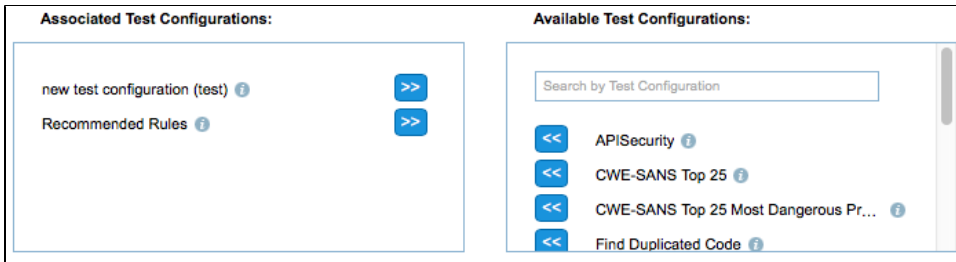 Associated Test Configurations:
new test configuration (test) i >>
Recommended Rules i >>
Available Test Configurations:
Search by Test Configuration
<< APISecurity i
<< CWE-SANS Top 25 i
<< CWE-SANS Top 25 Most Dangerous Pr... i
<< Find Duplicated Code i